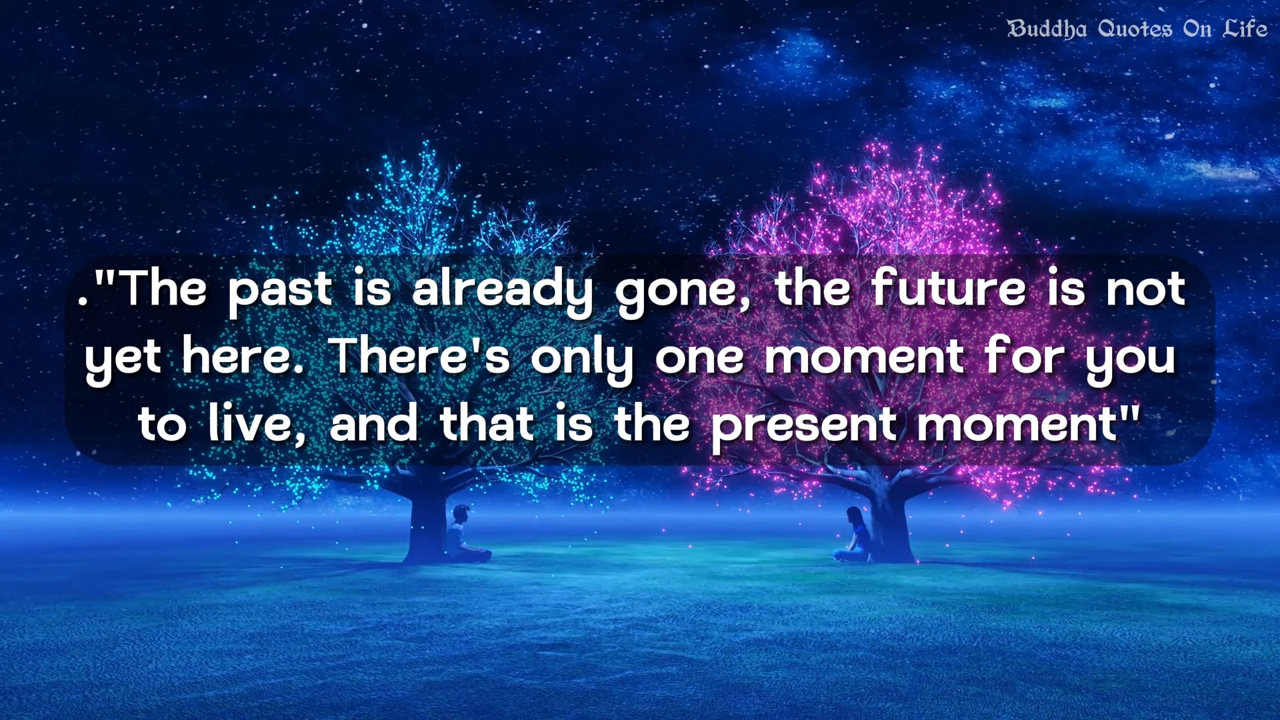 Buddha Quotes On Life
."The past is already gone, the future is not
yet here. There's only one moment for you
to live, and that is the present moment"